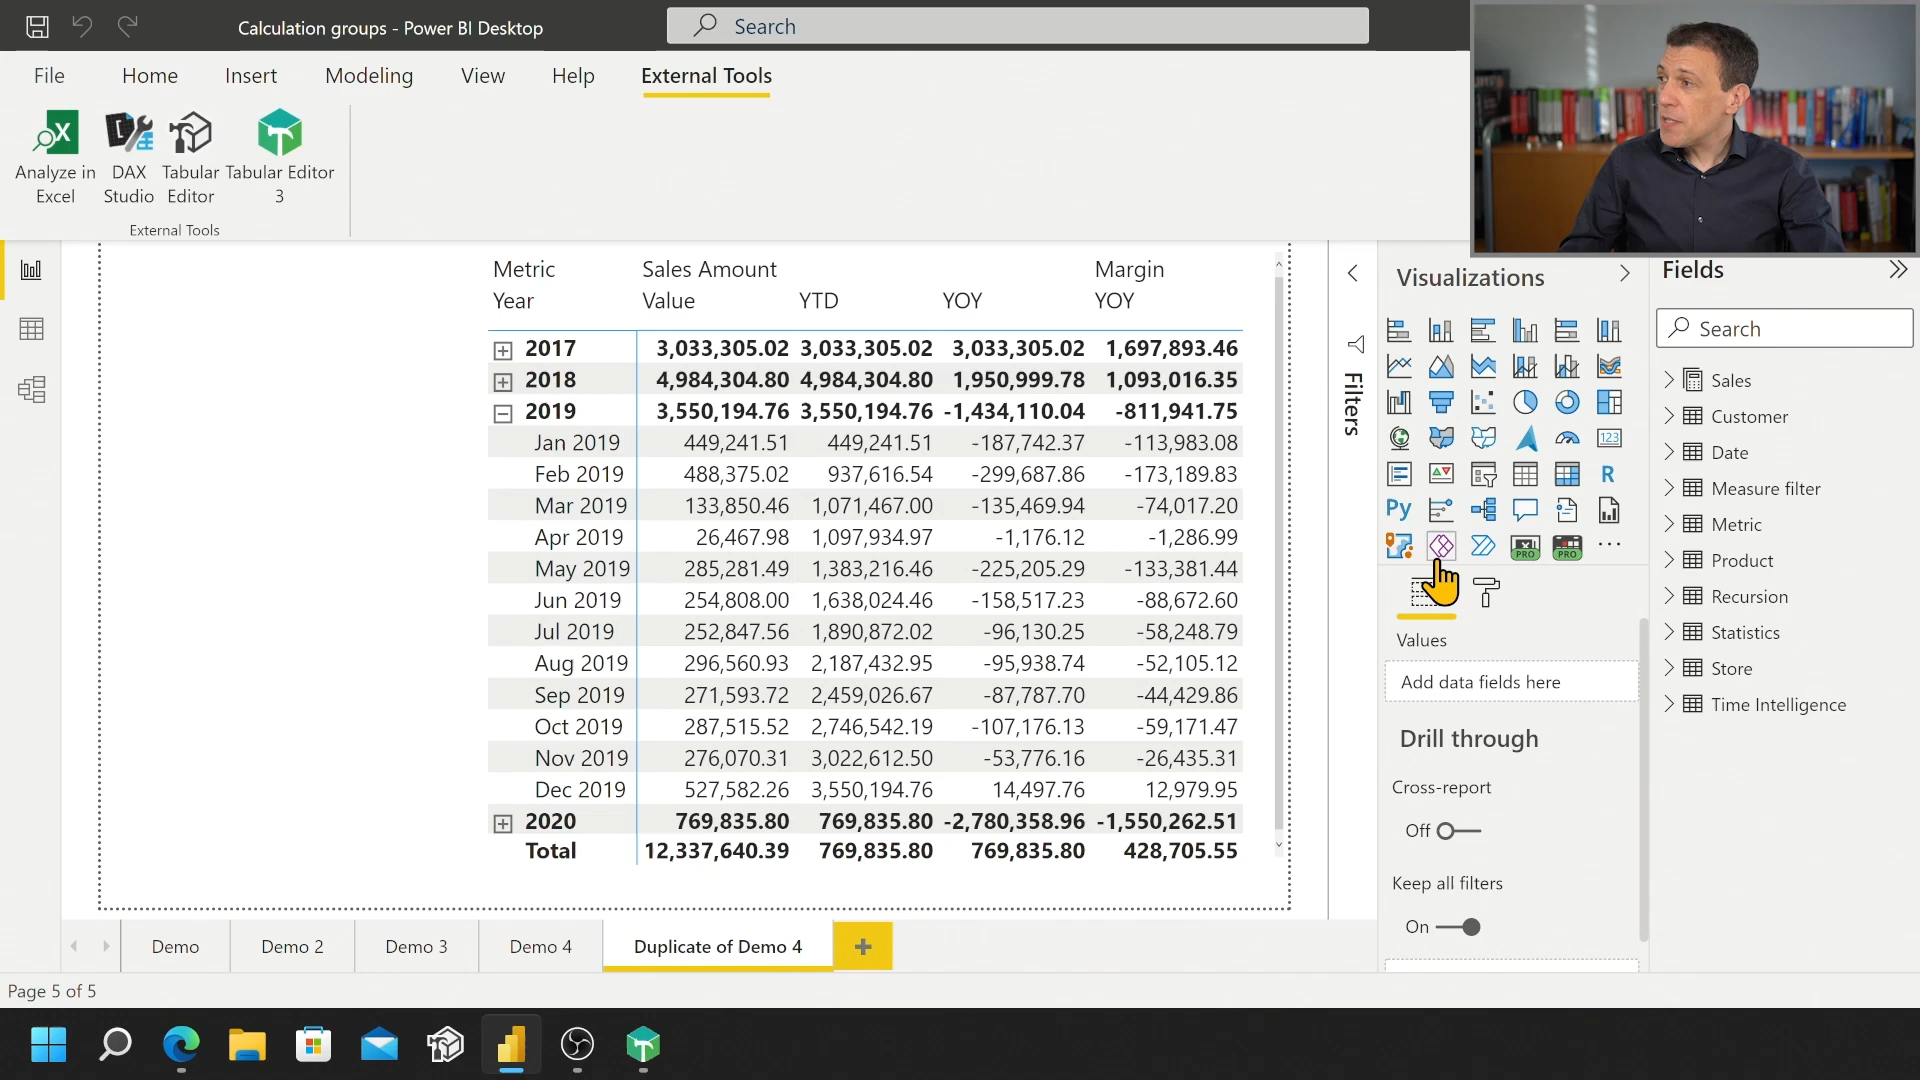 Calculation groups - Power BI Desktop
Search
File Home Insert Modeling View Help External Tools
Analyze in Excel
DAX Studio
Tabular Editor
Tabular Editor 3
External Tools
Metric Sales Amount Margin
Year Value YTD YOY YOY
2017 3,033,305.02 3,033,305.02 3,033,305.02 1,697,893.46
2018 4,984,304.80 4,984,304.80 1,950,999.78 1,093,016.35
2019 3,550,194.76 3,550,194.76 -1,434,110.04 -811,941.75
Jan 2019 449,241.51 449,241.51 -187,742.37 -113,983.08
Feb 2019 488,375.02 937,616.54 -299,687.86 -173,189.83
Mar 2019 133,850.46 1,071,467.00 -135,469.94 -74,017.20
Apr 2019 26,467.98 1,097,934.97 -1,176.12 -1,286.99
May 2019 285,281.49 1,383,216.46 -225,205.29 -133,381.44
Jun 2019 254,808.00 1,638,024.46 -158,517.23 -88,672.60
Jul 2019 252,847.56 1,890,872.02 -96,130.25 -58,248.79
Aug 2019 296,560.93 2,187,432.95 -95,938.74 -52,105.12
Sep 2019 271,593.72 2,459,026.67 -87,787.70 -44,429.86
Oct 2019 287,515.52 2,746,542.19 -107,176.13 -59,171.47
Nov 2019 276,070.31 3,022,612.50 -53,776.16 -26,435.31
Dec 2019 527,582.26 3,550,194.76 14,497.76 12,979.95
2020 769,835.80 769,835.80 -2,780,358.96 -1,550,262.51
Total 12,337,640.39 769,835.80 769,835.80 428,705.55
Filters
Visualizations
123
R
Py
PRO PRO
Values
Add data fields here
Drill through
Cross-report
Off
Keep all filters
On
Fields
Search
Sales
Customer
Date
Measure filter
Metric
Product
Recursion
Statistics
Store
Time Intelligence
Demo Demo 2 Demo 3 Demo 4 Duplicate of Demo 4 +
Page 5 of 5